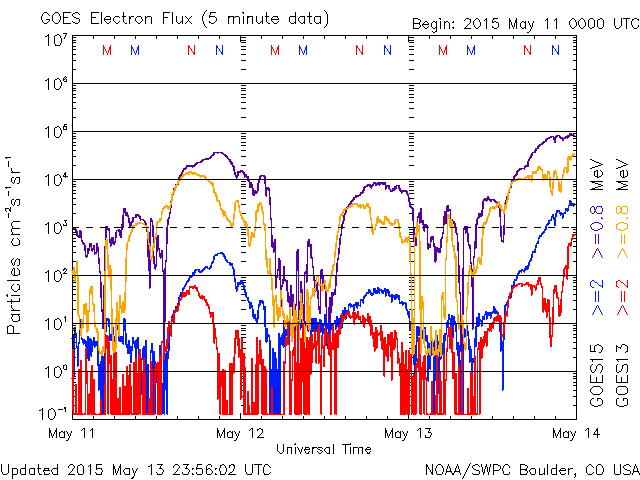 GOES Electron Flux (5 minute data)
Begin: 2015 May 11 0000 UTC
10⁷
M M N N M M N N M M N N
10⁶
10⁵
10⁴
10³
10²
10¹
10⁰
10⁻¹
Particles cm⁻²s⁻¹sr⁻¹
May 11 May 12 May 13 May 14
Universal Time
GOES15 >=2 >=0.8 MeV
GOES13 >=2 >=0.8 MeV
Updated 2015 May 13 23:56:02 UTC
NOAA/SWPC Boulder, CO USA